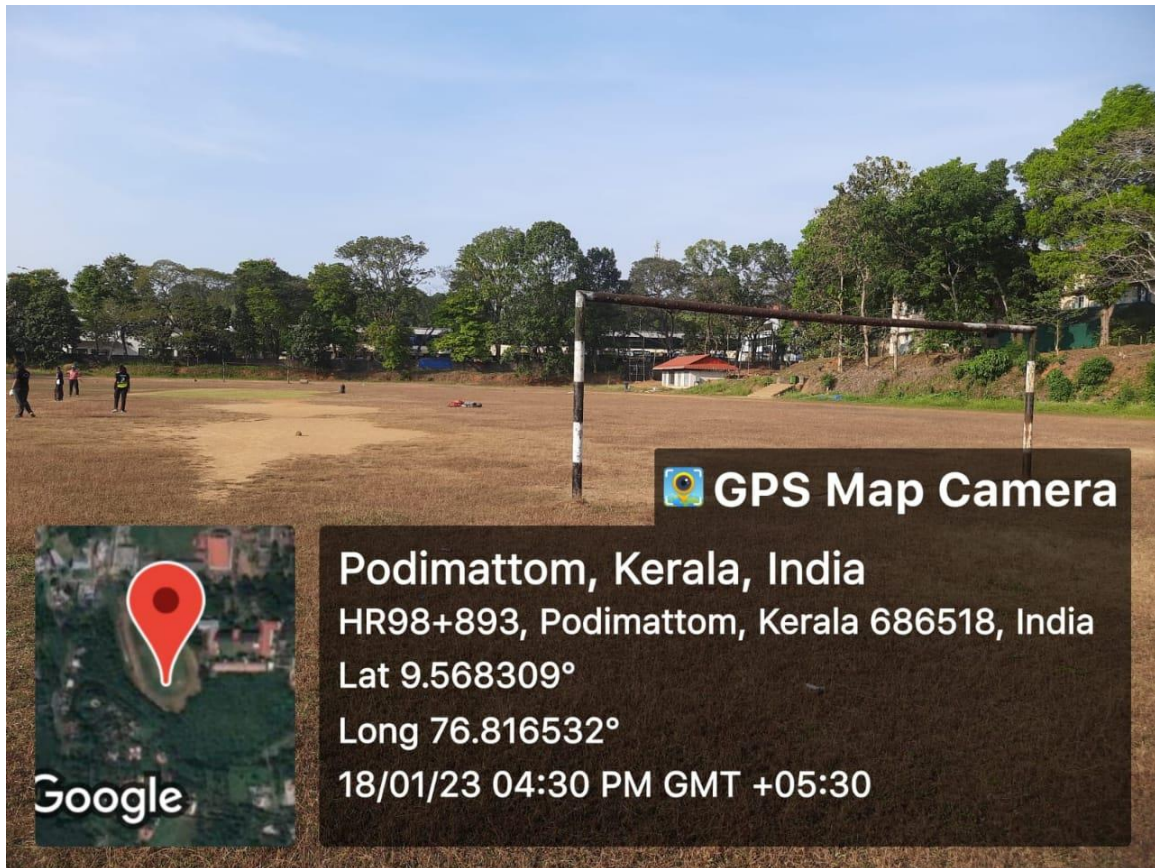 GPS Map Camera
Podimattom, Kerala, India
HR98+893, Podimattom, Kerala 686518, India
Lat 9.568309°
Long 76.816532°
18/01/23 04:30 PM GMT +05:30
Google